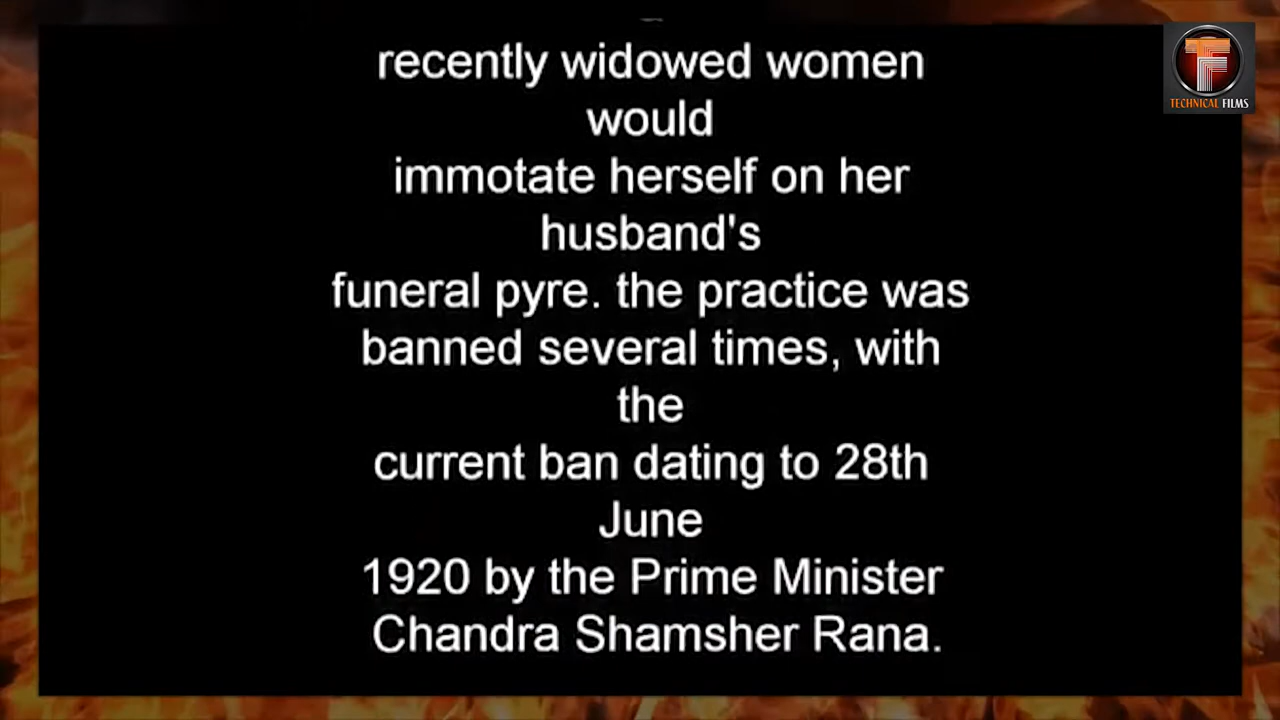 recently widowed women
would
immotate herself on her
husband's
funeral pyre. the practice was
banned several times, with
the
current ban dating to 28th
June
1920 by the Prime Minister
Chandra Shamsher Rana.
TF
TECHNICAL FILMS